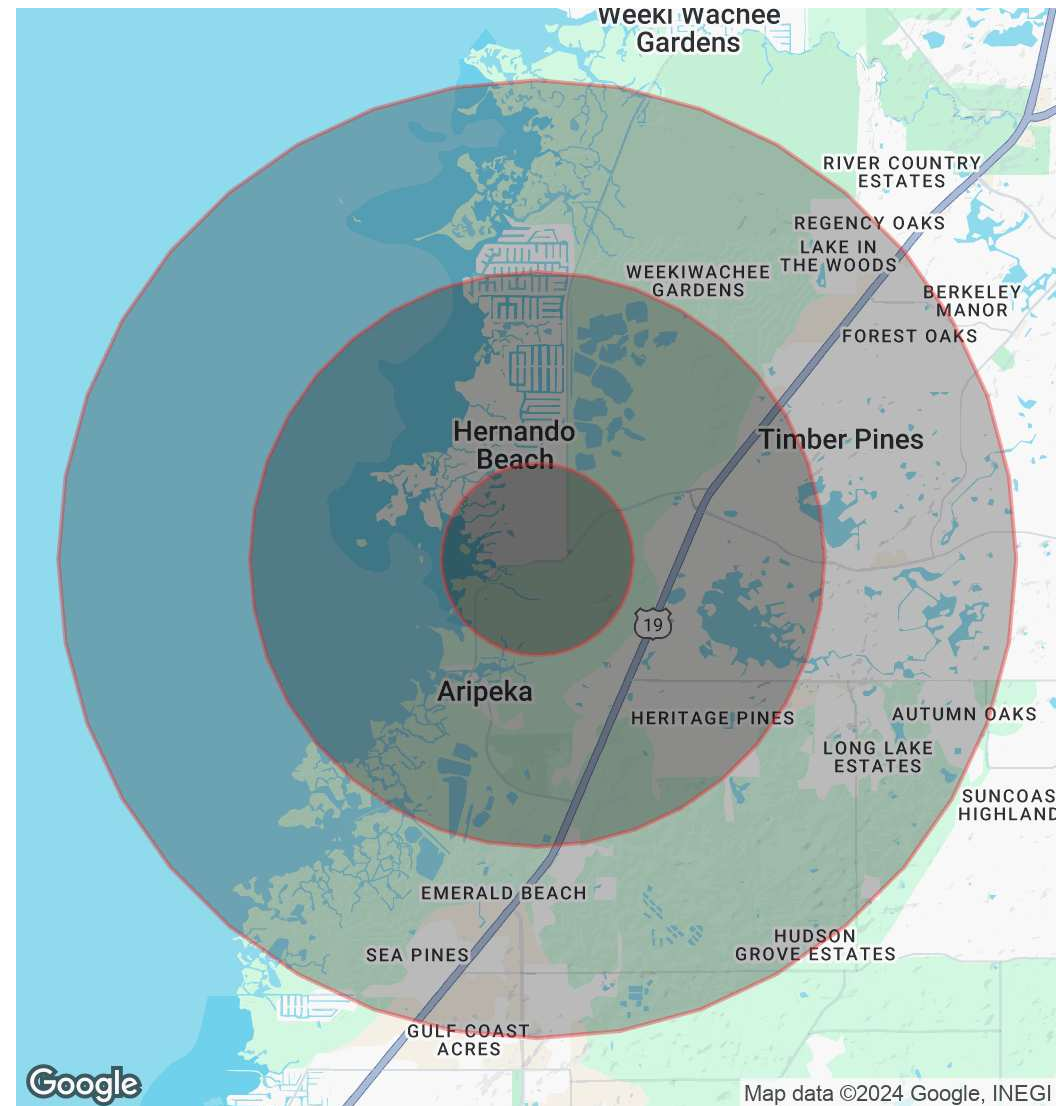 Weeki Wachee
Gardens
RIVER COUNTRY
ESTATES
REGENCY OAKS
LAKE IN
THE WOODS
WEEKIWACHEE
GARDENS
BERKELEY
MANOR
FOREST OAKS
Hernando
Beach
Timber Pines
19
Aripeka
HERITAGE PINES
AUTUMN OAKS
LONG LAKE
ESTATES
SUNCOAS
HIGHLAND
EMERALD BEACH
HUDSON
GROVE ESTATES
SEA PINES
GULF COAST
ACRES
Google
Map data ©2024 Google, INEGI